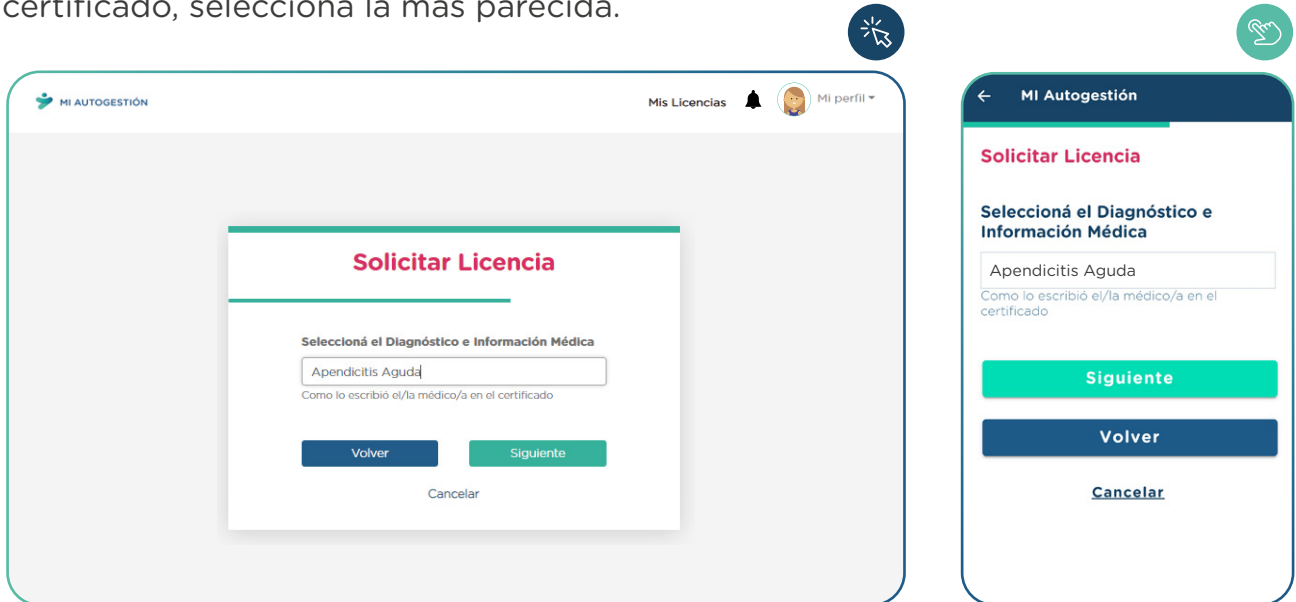 certificado, seleccioná la más parecida.
MI AUTOGESTIÓN
Mis Licencias
Mi perfil
Solicitar Licencia
Seleccioná el Diagnóstico e Información Médica
Apendicitis Aguda
Como lo escribió el/la médico/a en el certificado
Volver
Siguiente
Cancelar
MI Autogestión
Solicitar Licencia
Seleccioná el Diagnóstico e
Información Médica
Apendicitis Aguda
Como lo escribió el/la médico/a en el
certificado
Siguiente
Volver
Cancelar